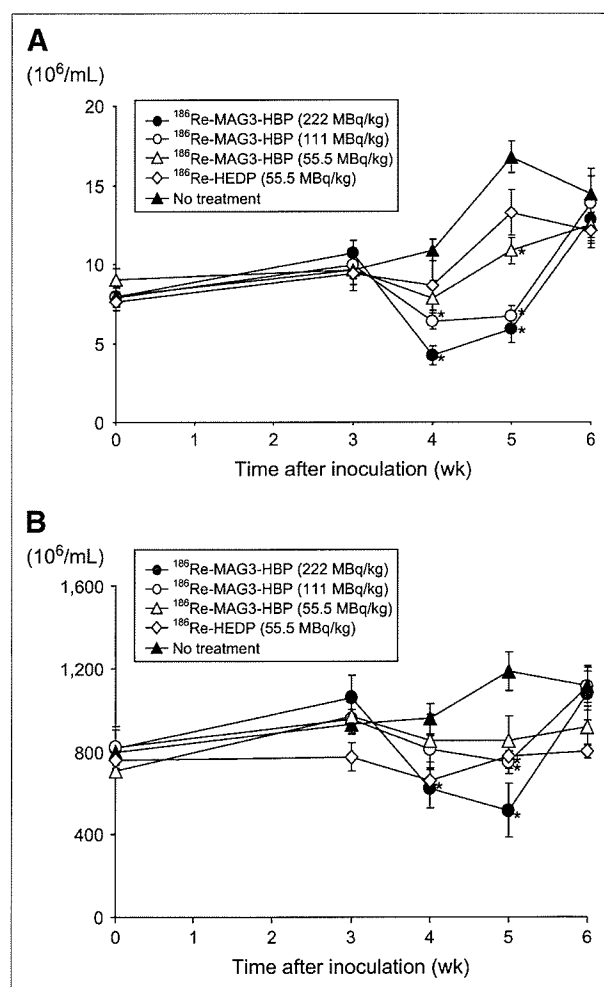 A
(10⁶/mL)
20
15
10
5
0
¹⁸⁶Re-MAG3-HBP (222 MBq/kg)
¹⁸⁶Re-MAG3-HBP (111 MBq/kg)
¹⁸⁶Re-MAG3-HBP (55.5 MBq/kg)
¹⁸⁶Re-HEDP (55.5 MBq/kg)
No treatment
* * * * *
0 1 2 3 4 5 6
Time after inoculation (wk)
B
(10⁶/mL)
1,600
1,200
800
400
0
¹⁸⁶Re-MAG3-HBP (222 MBq/kg)
¹⁸⁶Re-MAG3-HBP (111 MBq/kg)
¹⁸⁶Re-MAG3-HBP (55.5 MBq/kg)
¹⁸⁶Re-HEDP (55.5 MBq/kg)
No treatment
* * * *
0 1 2 3 4 5 6
Time after inoculation (wk)